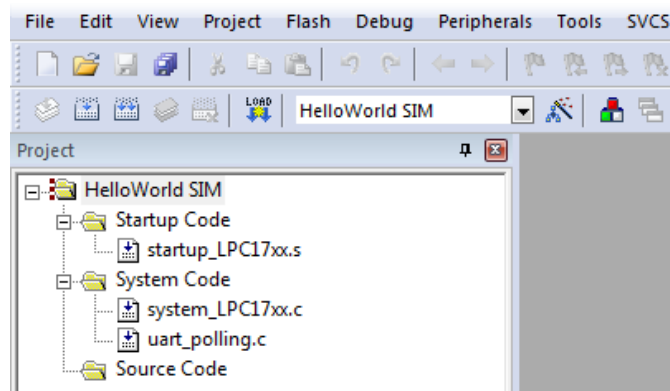 File Edit View Project Flash Debug Peripherals Tools SVCS
LOAD HelloWorld SIM
Project
HelloWorld SIM
Startup Code
startup_LPC17xx.s
System Code
system_LPC17xx.c
uart_polling.c
Source Code